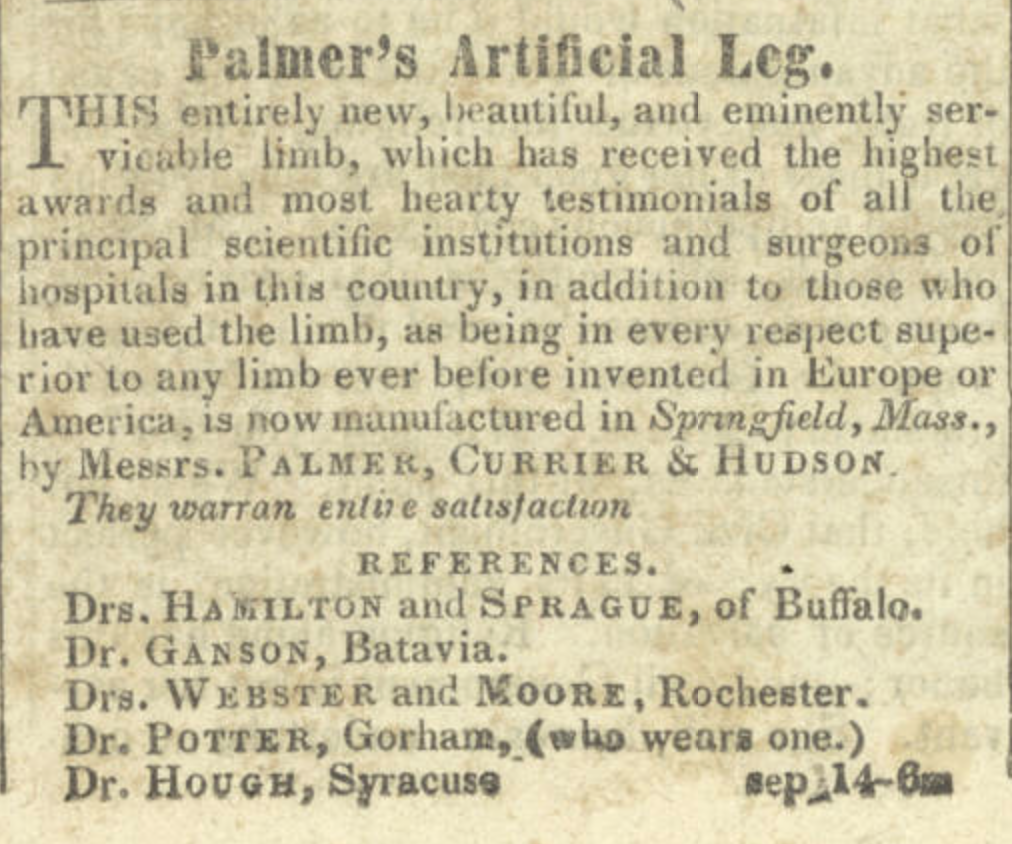 Palmer's Artificial Leg.
THIS entirely new, beautiful, and eminently ser-
vicable limb, which has received the highest
awards and most hearty testimonials of all the
principal scientific institutions and surgeons of
hospitals in this country, in addition to those who
have used the limb, as being in every respect supe-
rior to any limb ever before invented in Europe or
America, is now manufactured in Springfield, Mass.,
by Messrs. PALMER, CURRIER & HUDSON.
They warran entire satisfaction
REFERENCES.
Drs. HAMILTON and SPRAGUE, of Buffalo.
Dr. GANSON, Batavia.
Drs. WEBSTER and MOORE, Rochester.
Dr. POTTER, Gorham, (who wears one.)
Dr. HOUGH, Syracuse sep 14-6m